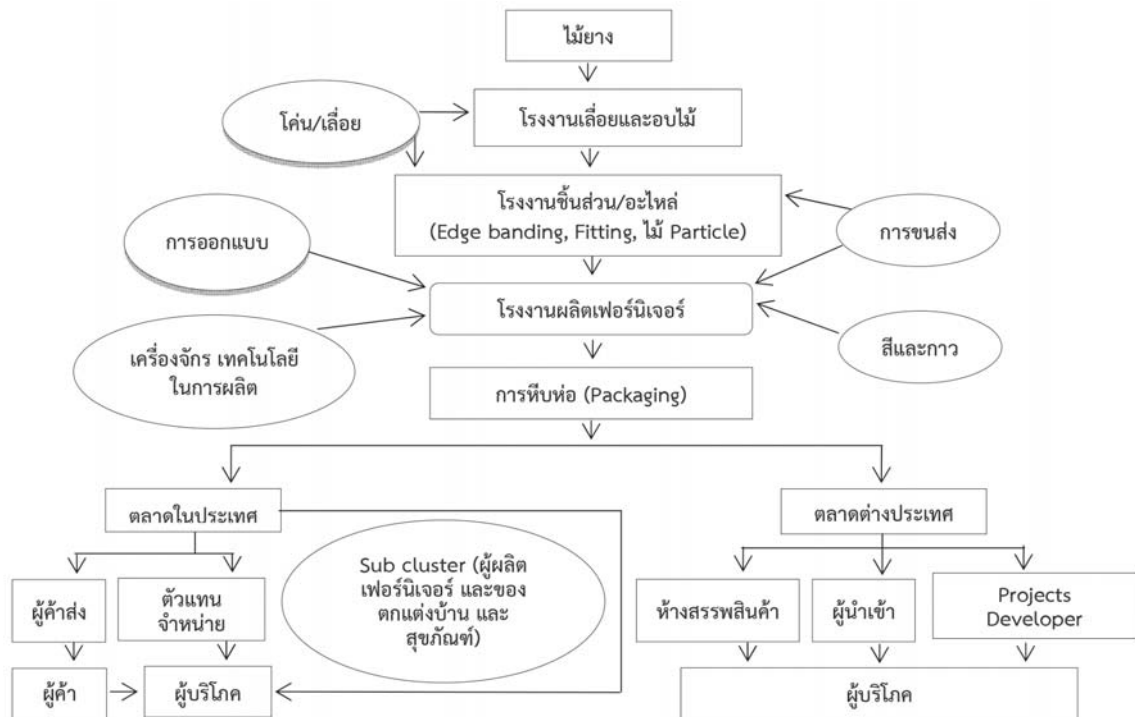 ไม้ยาง
โค่น/เลื่อย
โรงงานเลื่อยและอบไม้
โรงงานชิ้นส่วน/อะไหล่
(Edge banding, Fitting, ไม้ Particle)
การออกแบบ
การขนส่ง
โรงงานผลิตเฟอร์นิเจอร์
เครื่องจักร เทคโนโลยี
ในการผลิต
สีและกาว
การหีบห่อ (Packaging)
ตลาดในประเทศ
ตลาดต่างประเทศ
Sub cluster (ผู้ผลิต
เฟอร์นิเจอร์ และของ
ตกแต่งบ้าน และ
สุขภัณฑ์)
ผู้ค้าส่ง
ตัวแทน
จำหน่าย
ห้างสรรพสินค้า
ผู้นำเข้า
Projects
Developer
ผู้ค้า
ผู้บริโภค
ผู้บริโภค